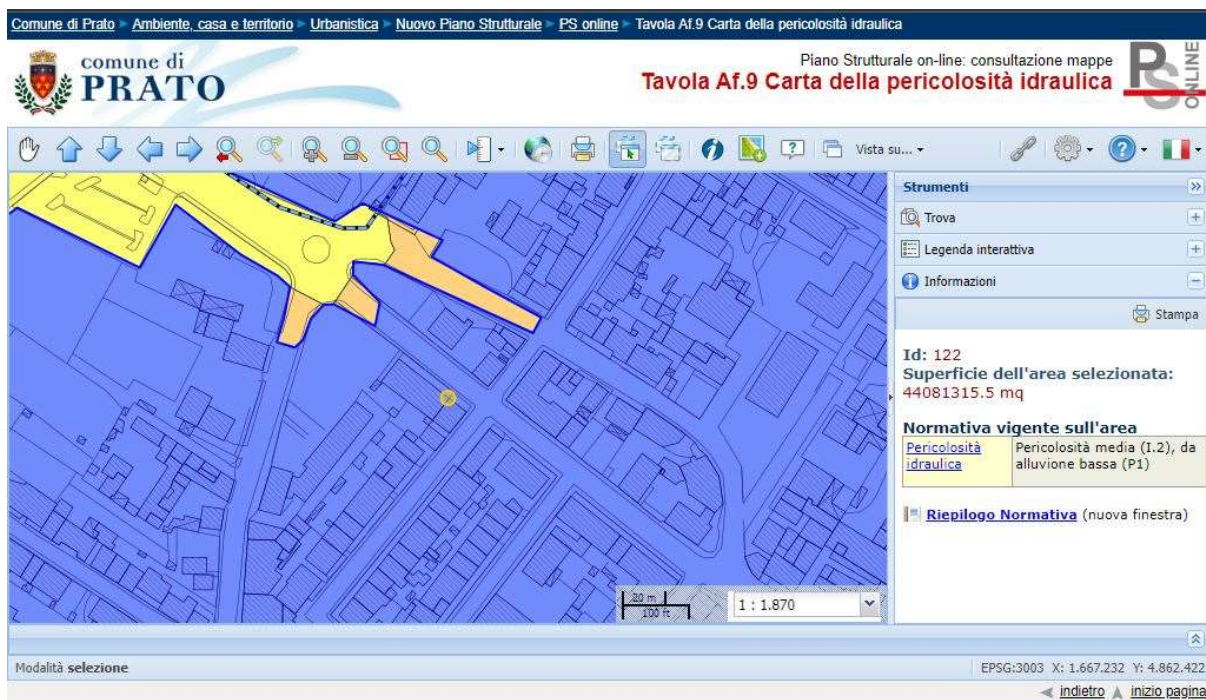 Comune di Prato ► Ambiente, casa e territorio ► Urbanistica ► Nuovo Piano Strutturale ► PS online ► Tavola Af.9 Carta della pericolosità idraulica
comune di
PRATO
Piano Strutturale on-line: consultazione mappe
Tavola Af.9 Carta della pericolosità idraulica
PS
ONLINE
Vista su...
Strumenti
Trova
Legenda interattiva
Informazioni
Stampa
Id: 122
Superficie dell'area selezionata:
44081315.5 mq
Normativa vigente sull'area
Pericolosità idraulica
Pericolosità media (I.2), da
alluvione bassa (P1)
Riepilogo Normativa (nuova finestra)
20 m
100 ft
1 : 1.870
Modalità selezione
EPSG:3003 X: 1.667.232 Y: 4.862.422
indietro inizio pagina